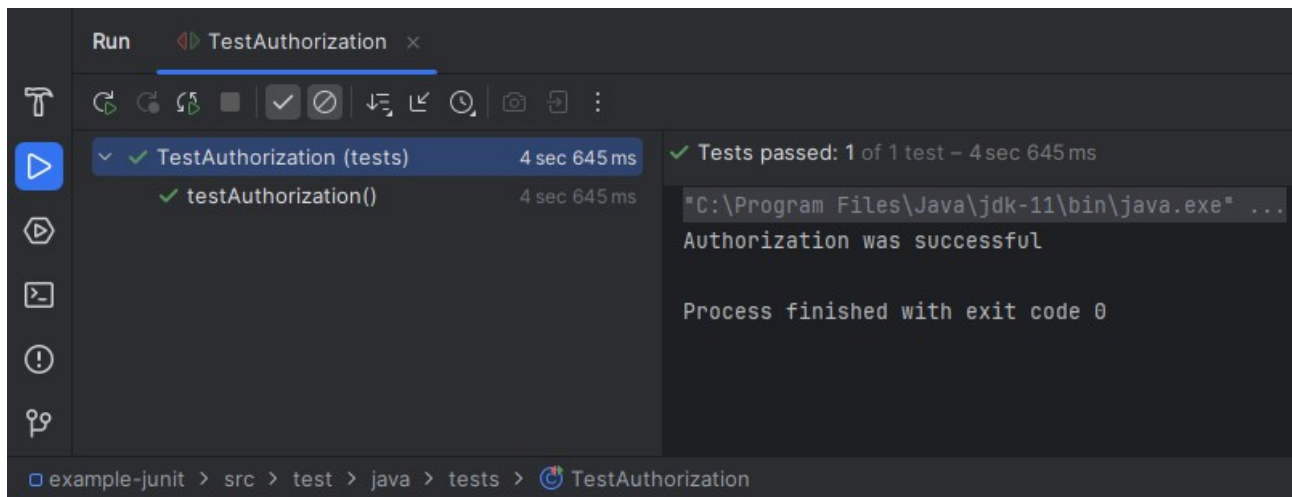 Run TestAuthorization
TestAuthorization (tests) 4 sec 645 ms
testAuthorization() 4 sec 645 ms
Tests passed: 1 of 1 test – 4 sec 645 ms
"C:\Program Files\Java\jdk-11\bin\java.exe" ...
Authorization was successful
Process finished with exit code 0
example-junit > src > test > java > tests > TestAuthorization